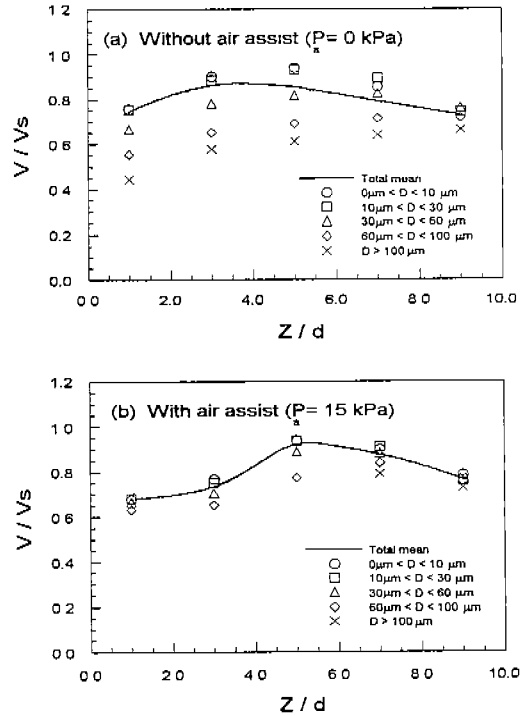 1.2
(a) Without air assist (Pa= 0 kPa)
1.0
0.8
0.6
0.4
0.2
0.0
V / Vs
Total mean
0µm < D < 10 µm
10µm < D < 30 µm
30µm < D < 60 µm
60µm < D < 100 µm
D > 100 µm
0.0 2.0 4.0 6.0 8.0 10.0
Z / d
1.2
(b) With air assist (Pa= 15 kPa)
1.0
0.8
0.6
0.4
0.2
0.0
V / Vs
Total mean
0µm < D < 10 µm
10µm < D < 30 µm
30µm < D < 60 µm
60µm < D < 100 µm
D > 100 µm
0.0 2.0 4.0 6.0 8.0 10.0
Z / d